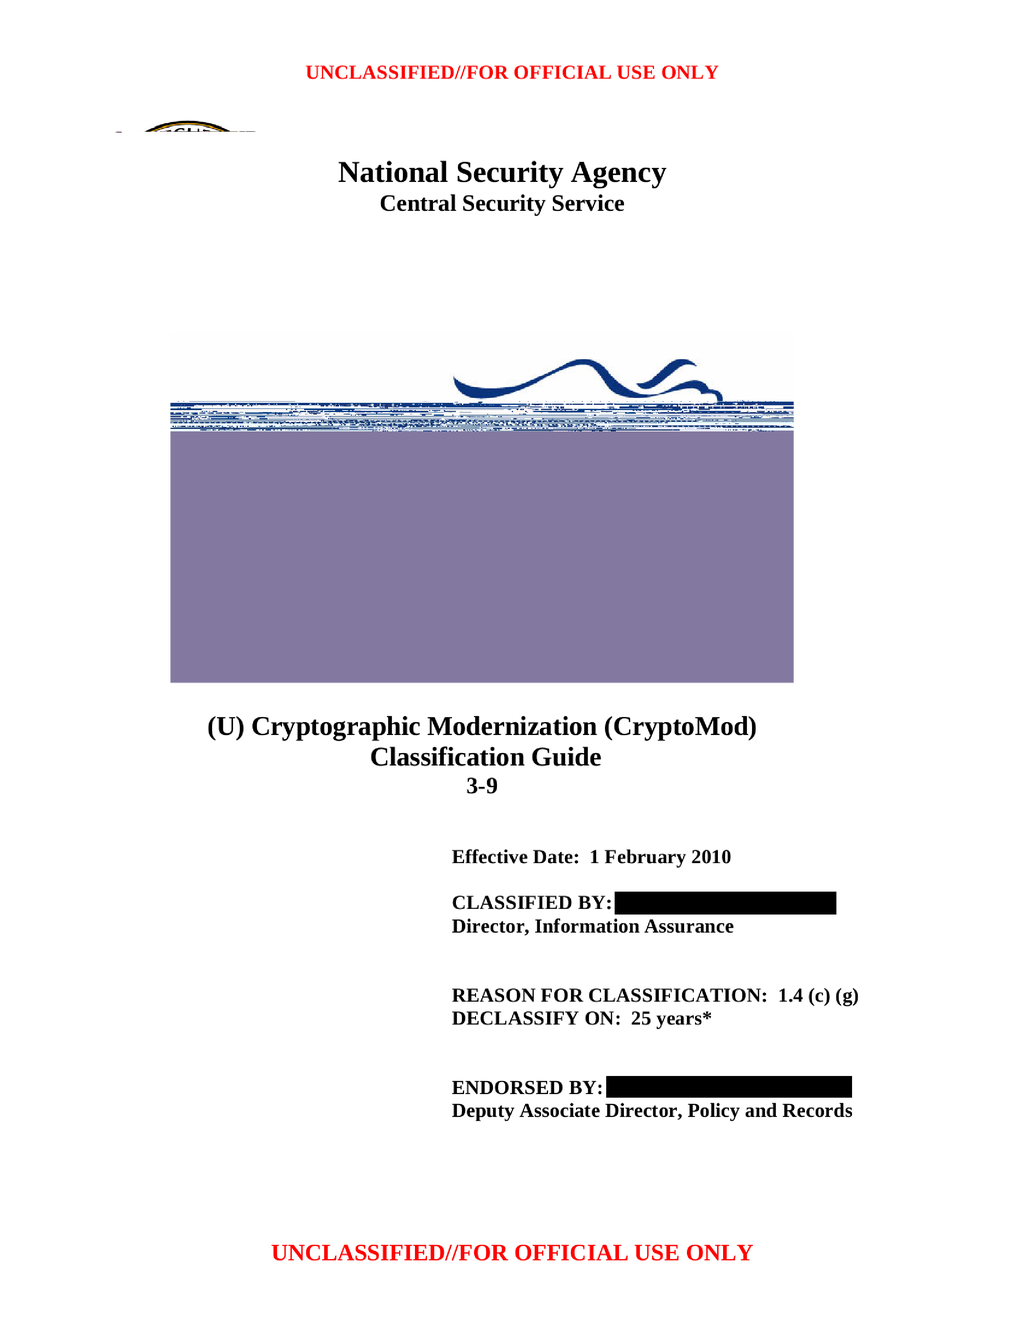 UNCLASSIFIED//FOR OFFICIAL USE ONLY
National Security Agency
Central Security Service
(U) Cryptographic Modernization (CryptoMod)
Classification Guide
3-9
Effective Date: 1 February 2010
CLASSIFIED BY:
Director, Information Assurance
REASON FOR CLASSIFICATION: 1.4 (c) (g)
DECLASSIFY ON: 25 years*
ENDORSED BY:
Deputy Associate Director, Policy and Records
UNCLASSIFIED//FOR OFFICIAL USE ONLY